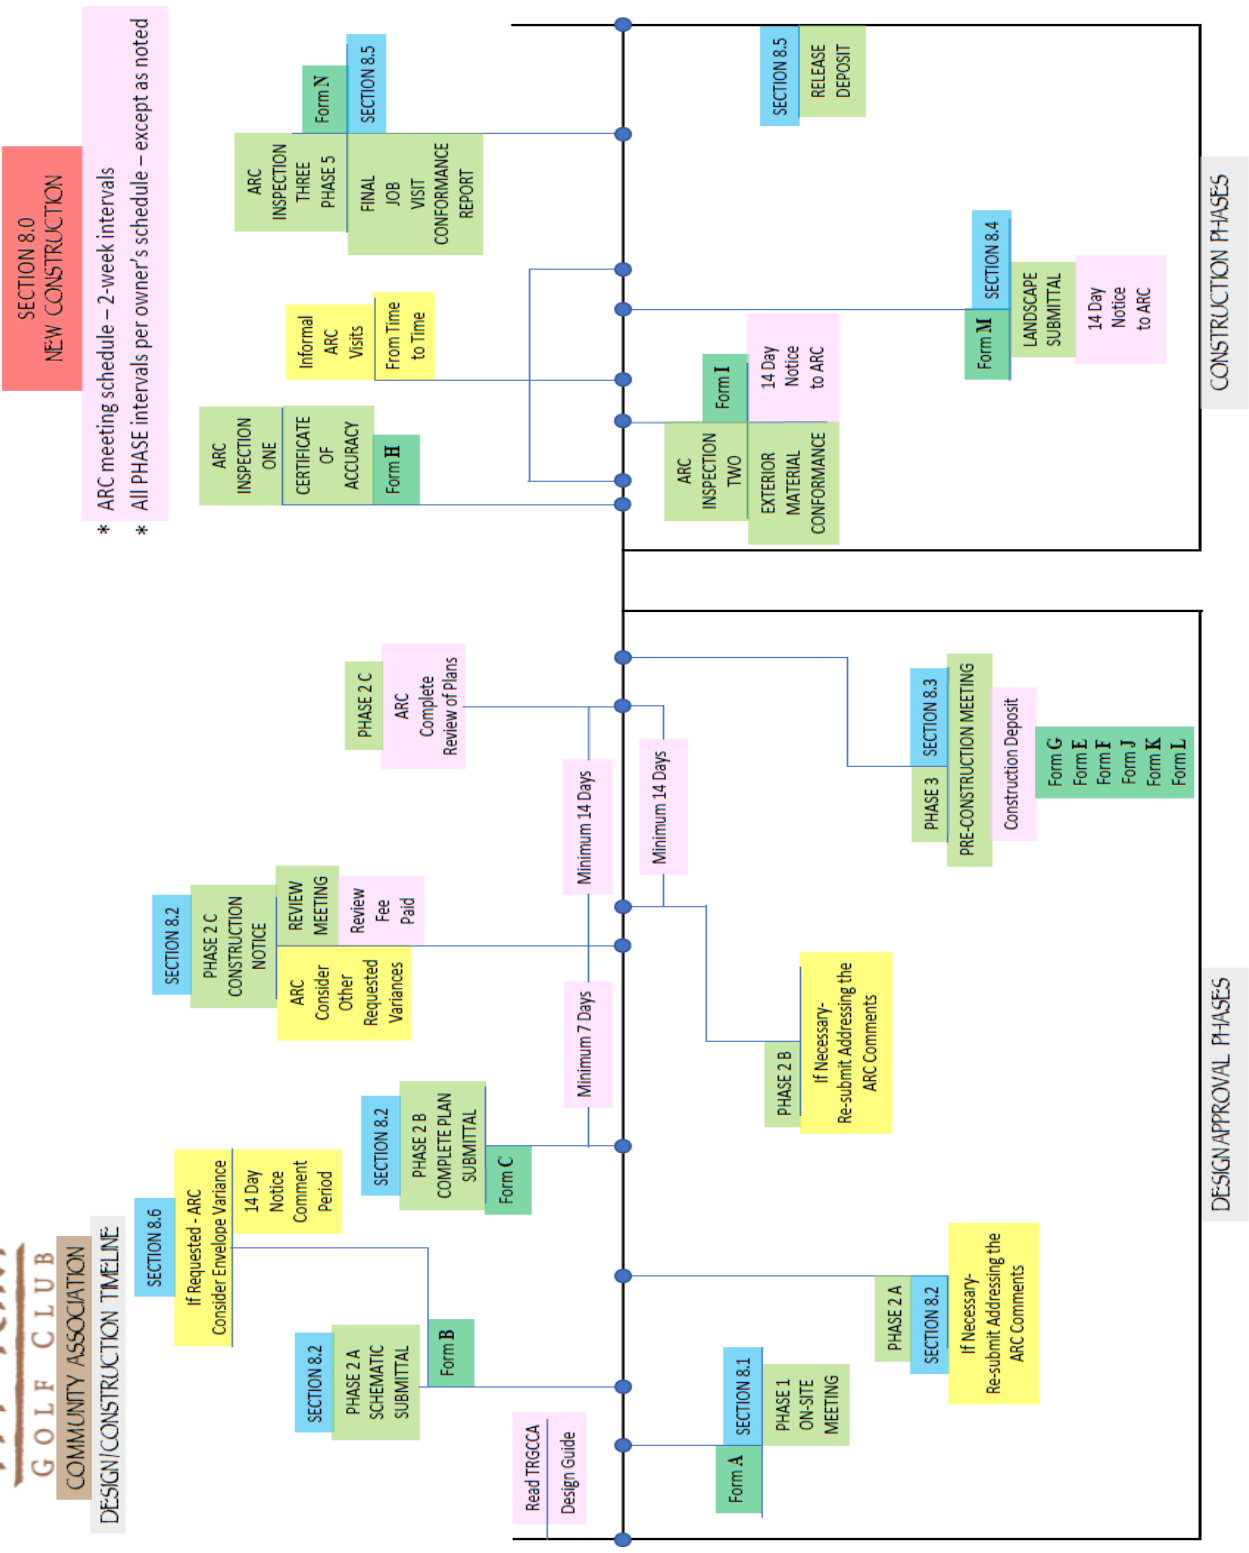 GOLF CLUB
COMMUNITY ASSOCIATION
DESIGN/CONSTRUCTION TIMELINE
SECTION 8.0
NEW CONSTRUCTION
* ARC meeting schedule – 2-week intervals
* All PHASE intervals per owner's schedule – except as noted
Read TRGCCA
Design Guide
Form A
SECTION 8.1
PHASE 1
ON-SITE
MEETING
SECTION 8.2
PHASE 2 A
SCHEMATIC
SUBMITTAL
Form B
SECTION 8.6
If Requested - ARC
Consider Envelope Variance
14 Day
Notice
Comment
Period
PHASE 2 A
SECTION 8.2
If Necessary-
Re-submit Addressing the
ARC Comments
SECTION 8.2
PHASE 2 B
COMPLETE PLAN
SUBMITTAL
Form C
Minimum 7 Days
SECTION 8.2
PHASE 2 C
CONSTRUCTION
NOTICE
REVIEW
MEETING
Review
Fee
Paid
ARC
Consider
Other
Requested
Variances
PHASE 2 B
If Necessary-
Re-submit Addressing the
ARC Comments
Minimum 14 Days
Minimum 14 Days
PHASE 2 C
ARC
Complete
Review of Plans
PHASE 3
SECTION 8.3
PRE-CONSTRUCTION MEETING
Construction Deposit
Form G
Form E
Form F
Form J
Form K
Form L
DESIGN APPROVAL PHASES
ARC
INSPECTION
ONE
CERTIFICATE
OF
ACCURACY
Form H
ARC
INSPECTION
TWO
Form I
EXTERIOR
MATERIAL
CONFORMANCE
14 Day
Notice
to ARC
Informal
ARC
Visits
From Time
to Time
Form M
SECTION 8.4
LANDSCAPE
SUBMITTAL
14 Day
Notice
to ARC
ARC
INSPECTION
THREE
PHASE 5
Form N
SECTION 8.5
FINAL
JOB
VISIT
CONFORMANCE
REPORT
SECTION 8.5
RELEASE
DEPOSIT
CONSTRUCTION PHASES